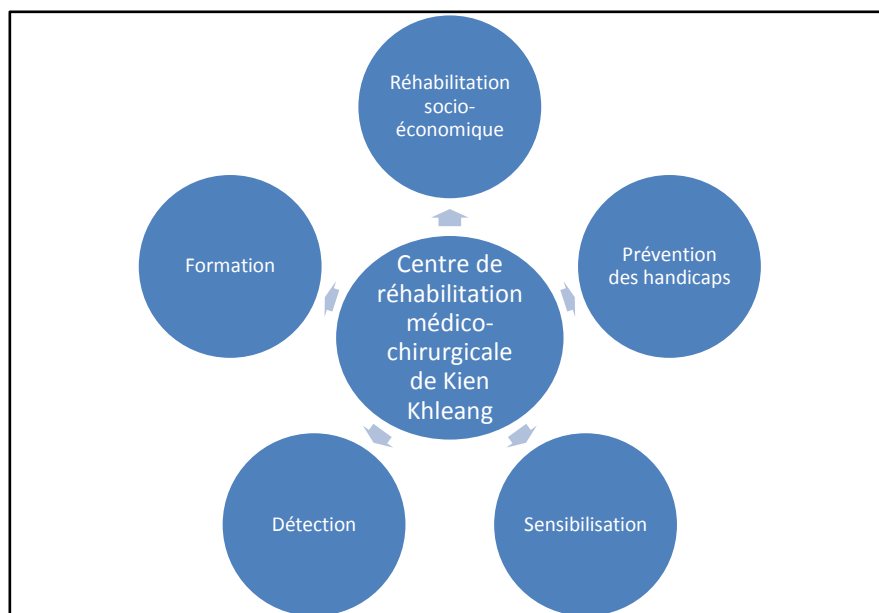 Réhabilitation
socio-
économique
Formation
Prévention
des handicaps
Centre de
réhabilitation
médico-
chirurgicale
de Kien
Khleang
Détection
Sensibilisation